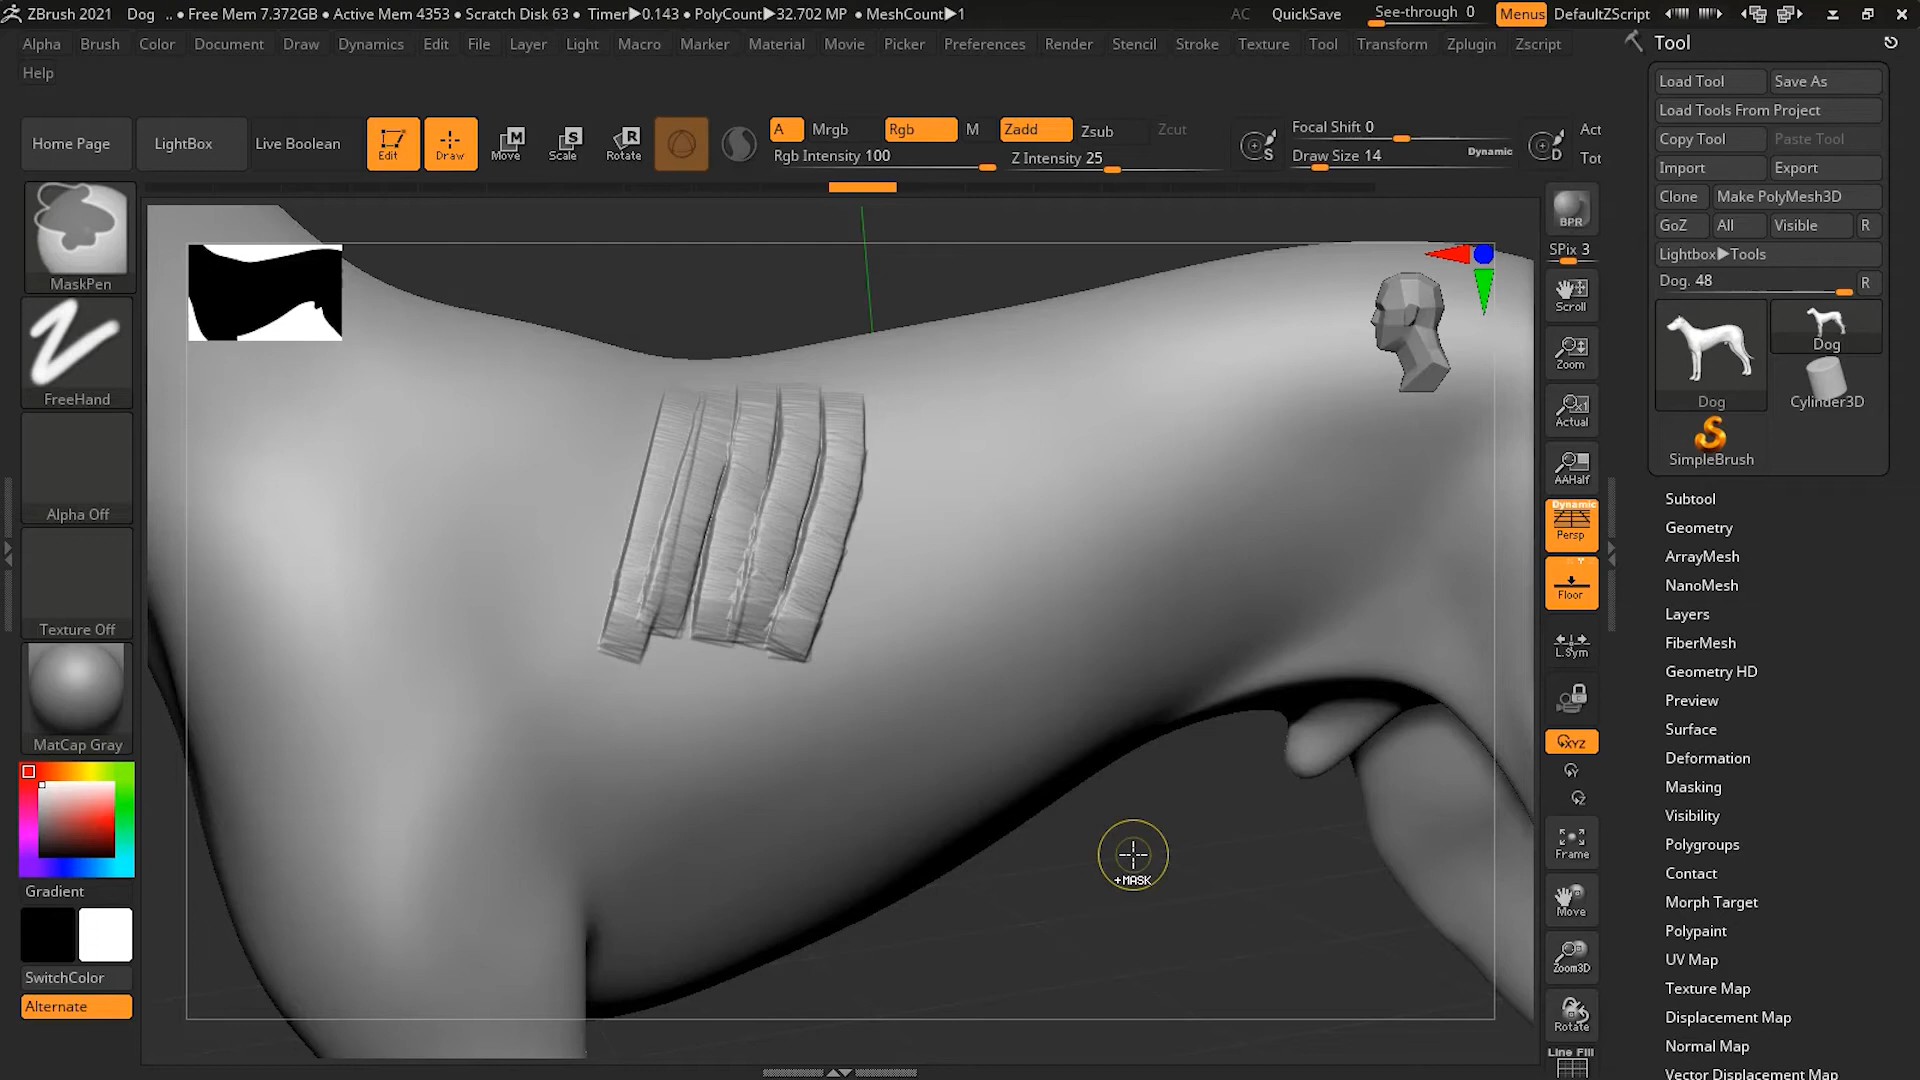 ZBrush 2021 Dog .. • Free Mem 7.372GB • Active Mem 4353 • Scratch Disk 63 • Timer▶0.143 • PolyCount▶32.702 MP • MeshCount▶1 AC QuickSave See-through 0 Menus DefaultZScript
Alpha Brush Color Document Draw Dynamics Edit File Layer Light Macro Marker Material Movie Picker Preferences Render Stencil Stroke Texture Tool Transform Zplugin Zscript
Help
Home Page LightBox Live Boolean Edit Draw Move Scale Rotate
M S R
A Mrgb Rgb M Zadd Zsub Zcut
Rgb Intensity 100 Z Intensity 25
S Focal Shift 0 D Act
Draw Size 14 Dynamic Tot
MaskPen
FreeHand
Alpha Off
Texture Off
MatCap Gray
Gradient
SwitchColor
Alternate
+MASK
BPR
SPix 3
Scroll
Zoom
Actual
AAHalf
Dynamic
Persp
Floor
L.Sym
XYZ
Y
Z
Frame
Move
Zoom3D
Rotate
Line Fill
Tool
Load Tool Save As
Load Tools From Project
Copy Tool Paste Tool
Import Export
Clone Make PolyMesh3D
GoZ All Visible R
Lightbox▶Tools
Dog. 48 R
Dog
Dog Cylinder3D
SimpleBrush
Subtool
Geometry
ArrayMesh
NanoMesh
Layers
FiberMesh
Geometry HD
Preview
Surface
Deformation
Masking
Visibility
Polygroups
Contact
Morph Target
Polypaint
UV Map
Texture Map
Displacement Map
Normal Map
Vector Displacement Map